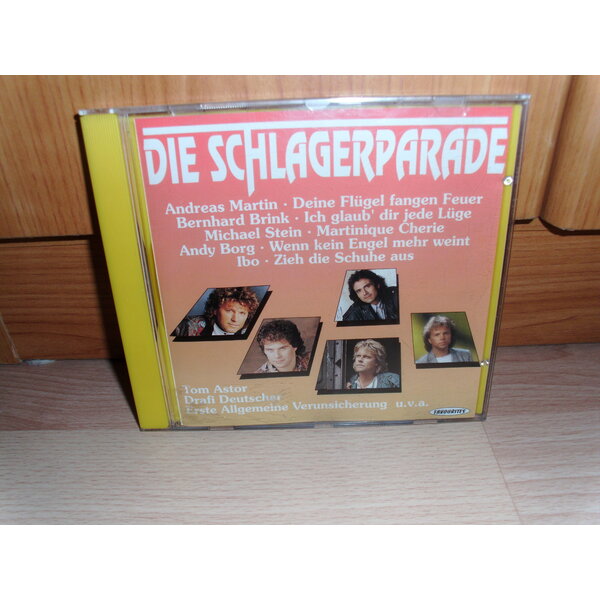 DIE SCHLAGERPARADE
Andreas Martin · Deine Flügel fangen Feuer
Bernhard Brink · Ich glaub' dir jede Lüge
Michael Stein · Martinique Cherie
Andy Borg · Wenn kein Engel mehr weint
Ibo · Zieh die Schuhe aus
Tom Astor
Drafi Deutscher
Erste Allgemeine Verunsicherung u.v.a.
FAVOURITES